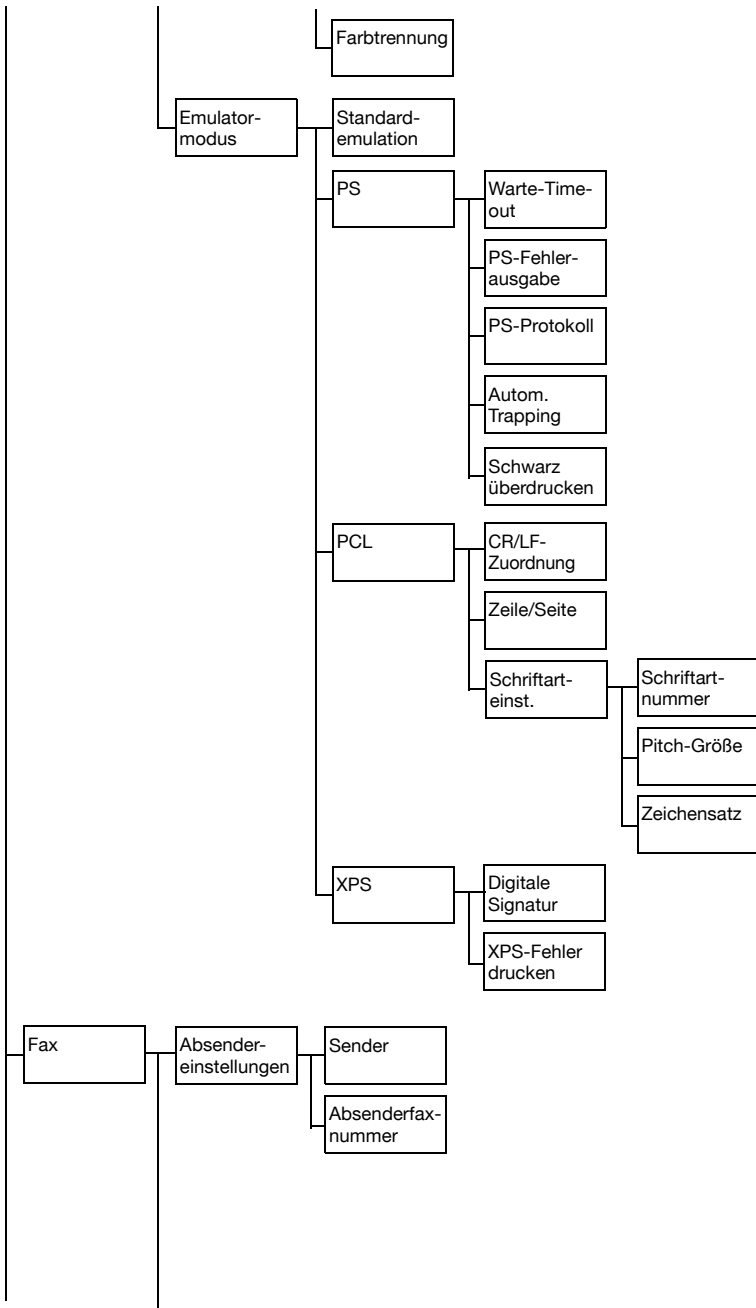 Farbtrennung
Emulator-
modus
Standard-
emulation
PS
Warte-Time-
out
PS-Fehler-
ausgabe
PS-Protokoll
Autom.
Trapping
Schwarz
überdrucken
PCL
CR/LF-
Zuordnung
Zeile/Seite
Schriftart-
einst.
Schriftart-
nummer
Pitch-Größe
Zeichensatz
XPS
Digitale
Signatur
XPS-Fehler
drucken
Fax
Absender-
einstellungen
Sender
Absenderfax-
nummer